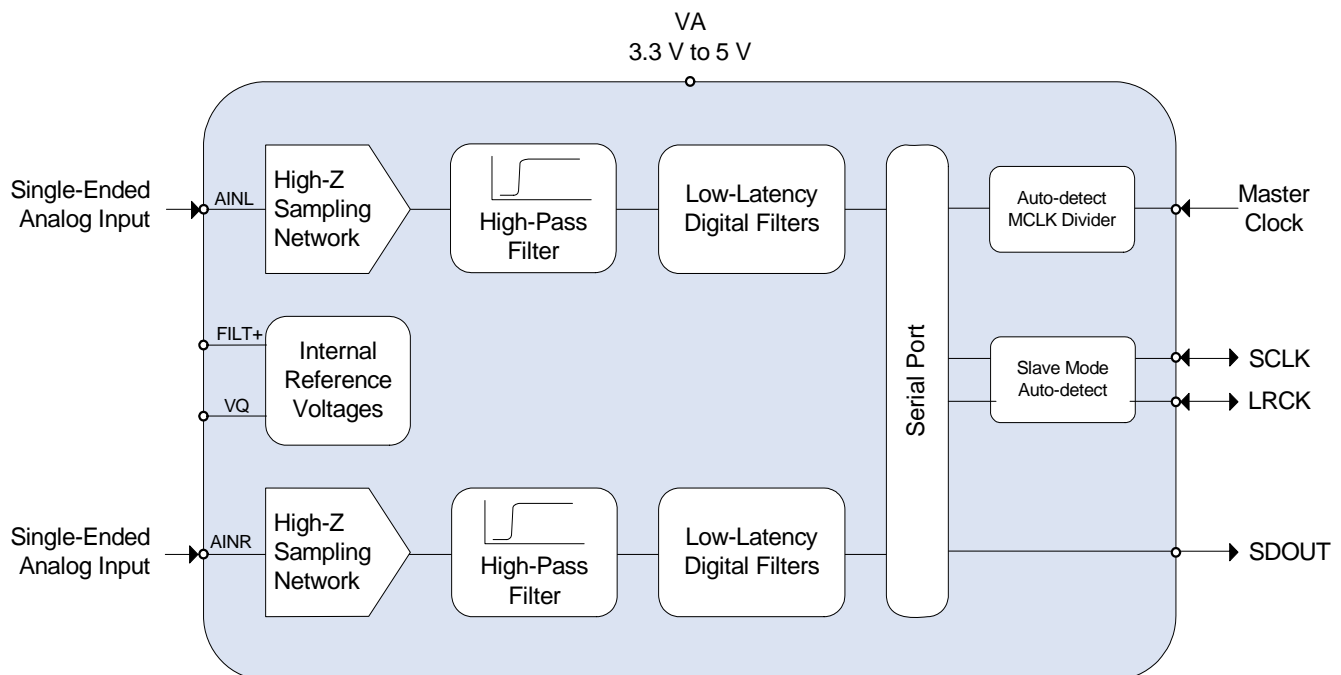 VA
3.3 V to 5 V
Single-Ended
Analog Input
AINL
High-Z
Sampling
Network
High-Pass
Filter
Low-Latency
Digital Filters
Serial Port
Auto-detect
MCLK Divider
Master
Clock
FILT+
VQ
Internal
Reference
Voltages
Slave Mode
Auto-detect
SCLK
LRCK
Single-Ended
Analog Input
AINR
High-Z
Sampling
Network
High-Pass
Filter
Low-Latency
Digital Filters
SDOUT